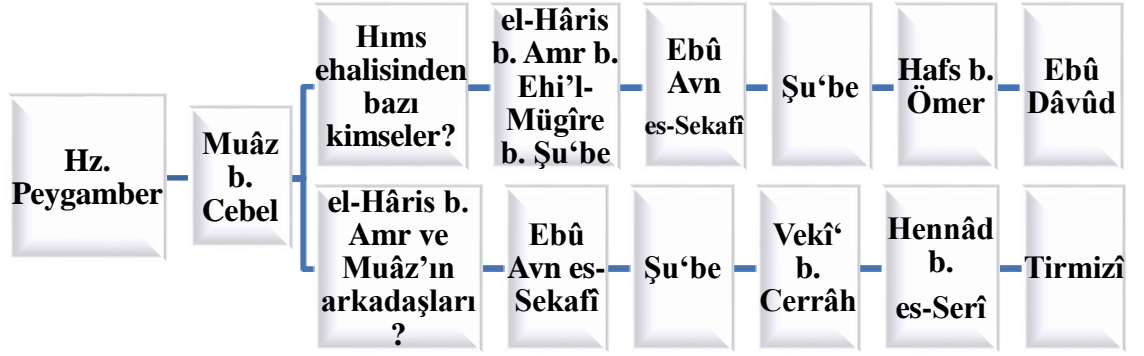 Hz.
Peygamber
Muâz
b.
Cebel
Hıms
ehalisinden
bazı
kimseler?
el-Hâris
b. Amr b.
Ehi’l-
Mügîre
b. Şu‘be
Ebû
Avn
es-Sekafî
Şu‘be
Hafs b.
Ömer
Ebû
Dâvûd
el-Hâris b.
Amr ve
Muâz’ın
arkadaşları
?
Ebû
Avn es-
Sekafî
Şu‘be
Vekî‘
b.
Cerrâh
Hennâd
b.
es-Serî
Tirmizî